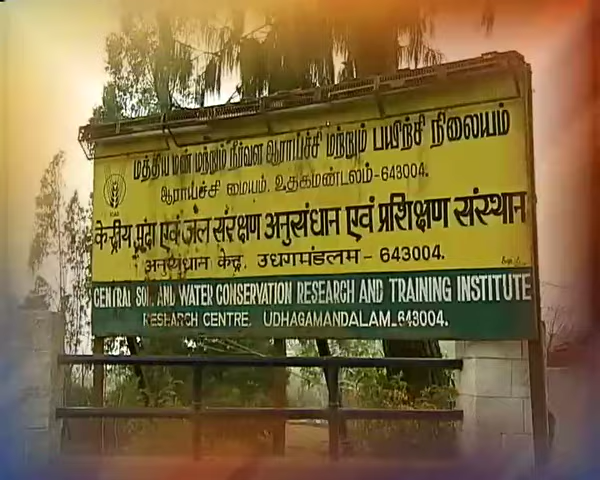 மத்திய மண் மற்றும் நீர்வள ஆராய்ச்சி மற்றும் பயிற்சி நிலையம்
ஆராய்ச்சி மையம், உதகமண்டலம்-643004.
ICAR
केन्द्रीय मृदा एवं जल संरक्षण अनुसंधान एवं प्रशिक्षण संस्थान
अनुसंधान केंद्र, उधगमंडलम - 643004.
CENTRAL SOIL AND WATER CONSERVATION RESEARCH AND TRAINING INSTITUTE
RESEARCH CENTRE, UDHAGAMANDALAM-643004.